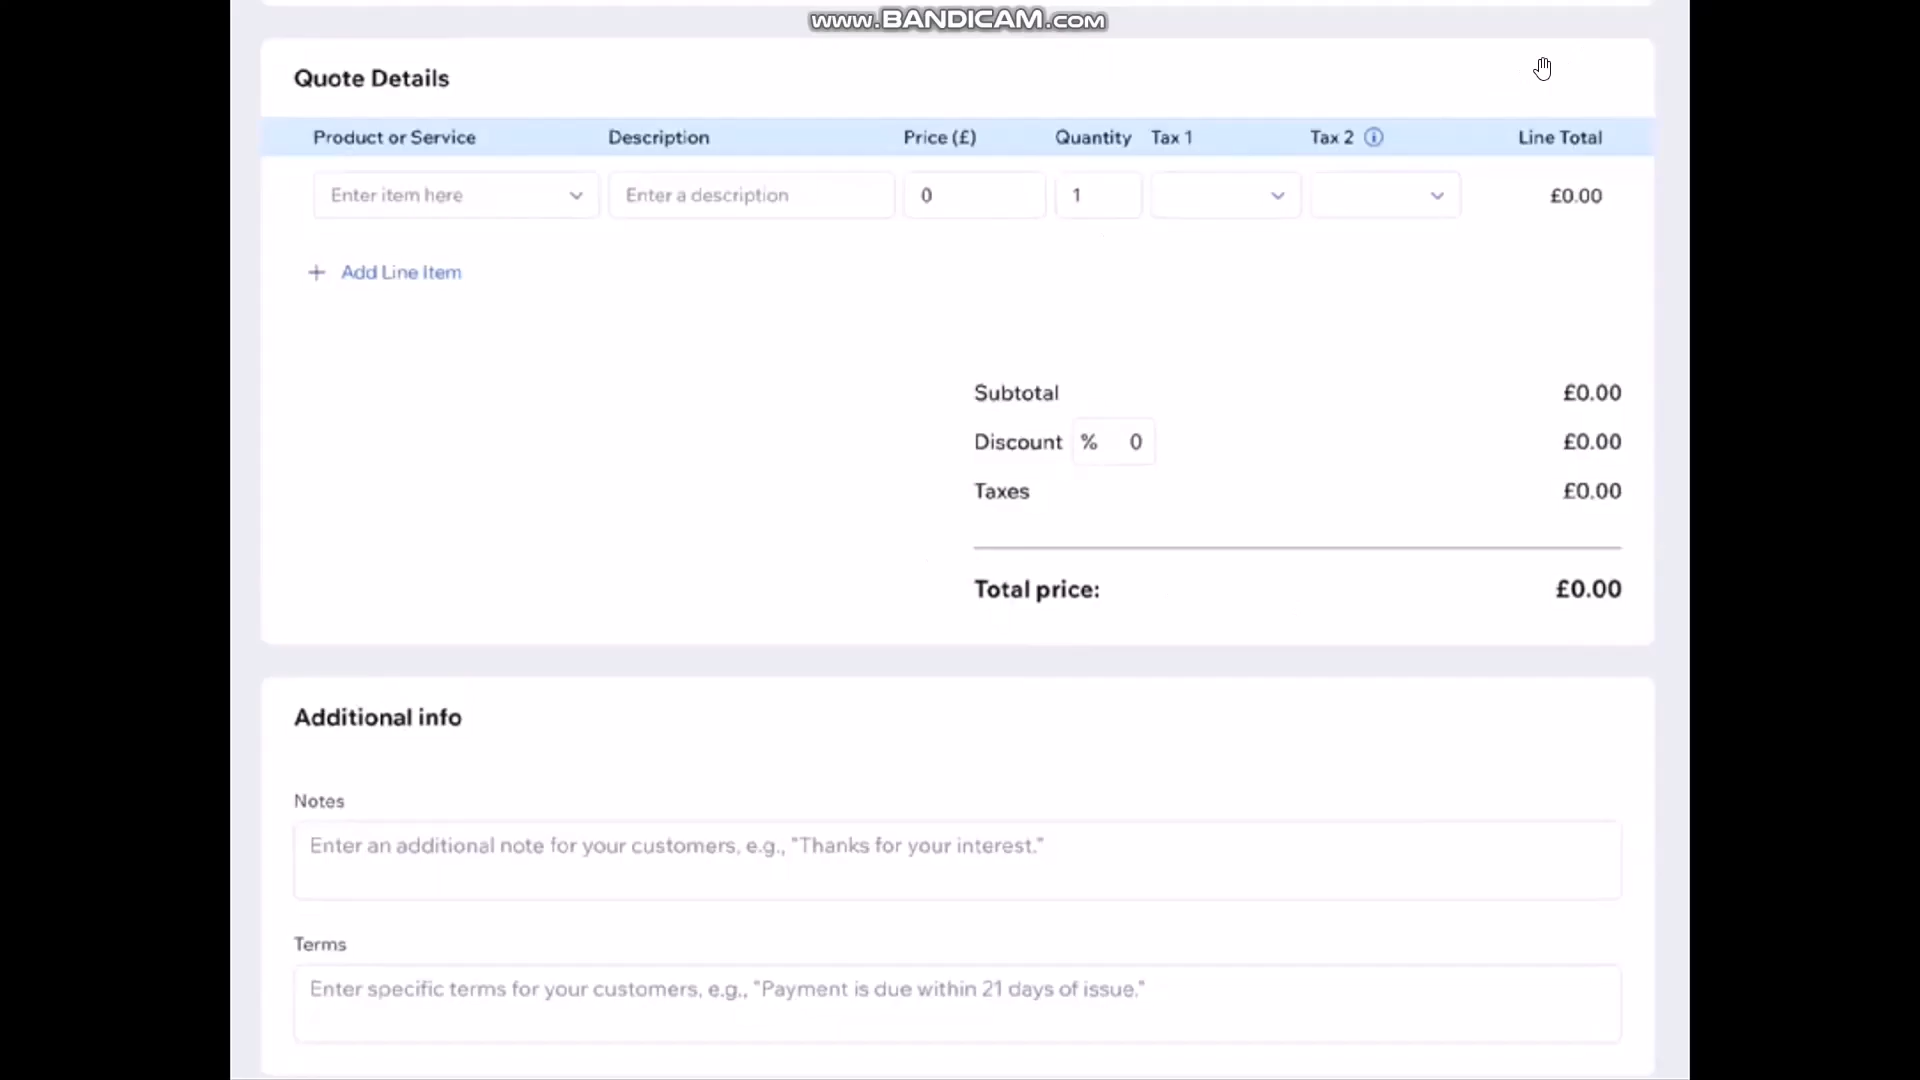 www.BANDICAM.com
Quote Details
Product or Service Description Price (£) Quantity Tax 1 Tax 2 Line Total
Enter item here Enter a description 0 1 £0.00
+ Add Line Item
Subtotal £0.00
Discount % 0 £0.00
Taxes £0.00
Total price: £0.00
Additional info
Notes
Enter an additional note for your customers, e.g., "Thanks for your interest."
Terms
Enter specific terms for your customers, e.g., "Payment is due within 21 days of issue."